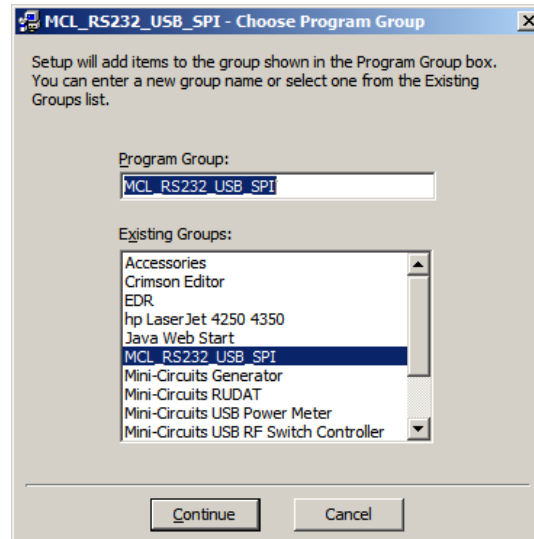 MCL_RS232_USB_SPI - Choose Program Group
Setup will add items to the group shown in the Program Group box.
You can enter a new group name or select one from the Existing
Groups list.
Program Group:
MCL_RS232_USB_SPI
Existing Groups:
Accessories
Crimson Editor
EDR
hp LaserJet 4250 4350
Java Web Start
MCL_RS232_USB_SPI
Mini-Circuits Generator
Mini-Circuits RUDAT
Mini-Circuits USB Power Meter
Mini-Circuits USB RF Switch Controller
Continue
Cancel